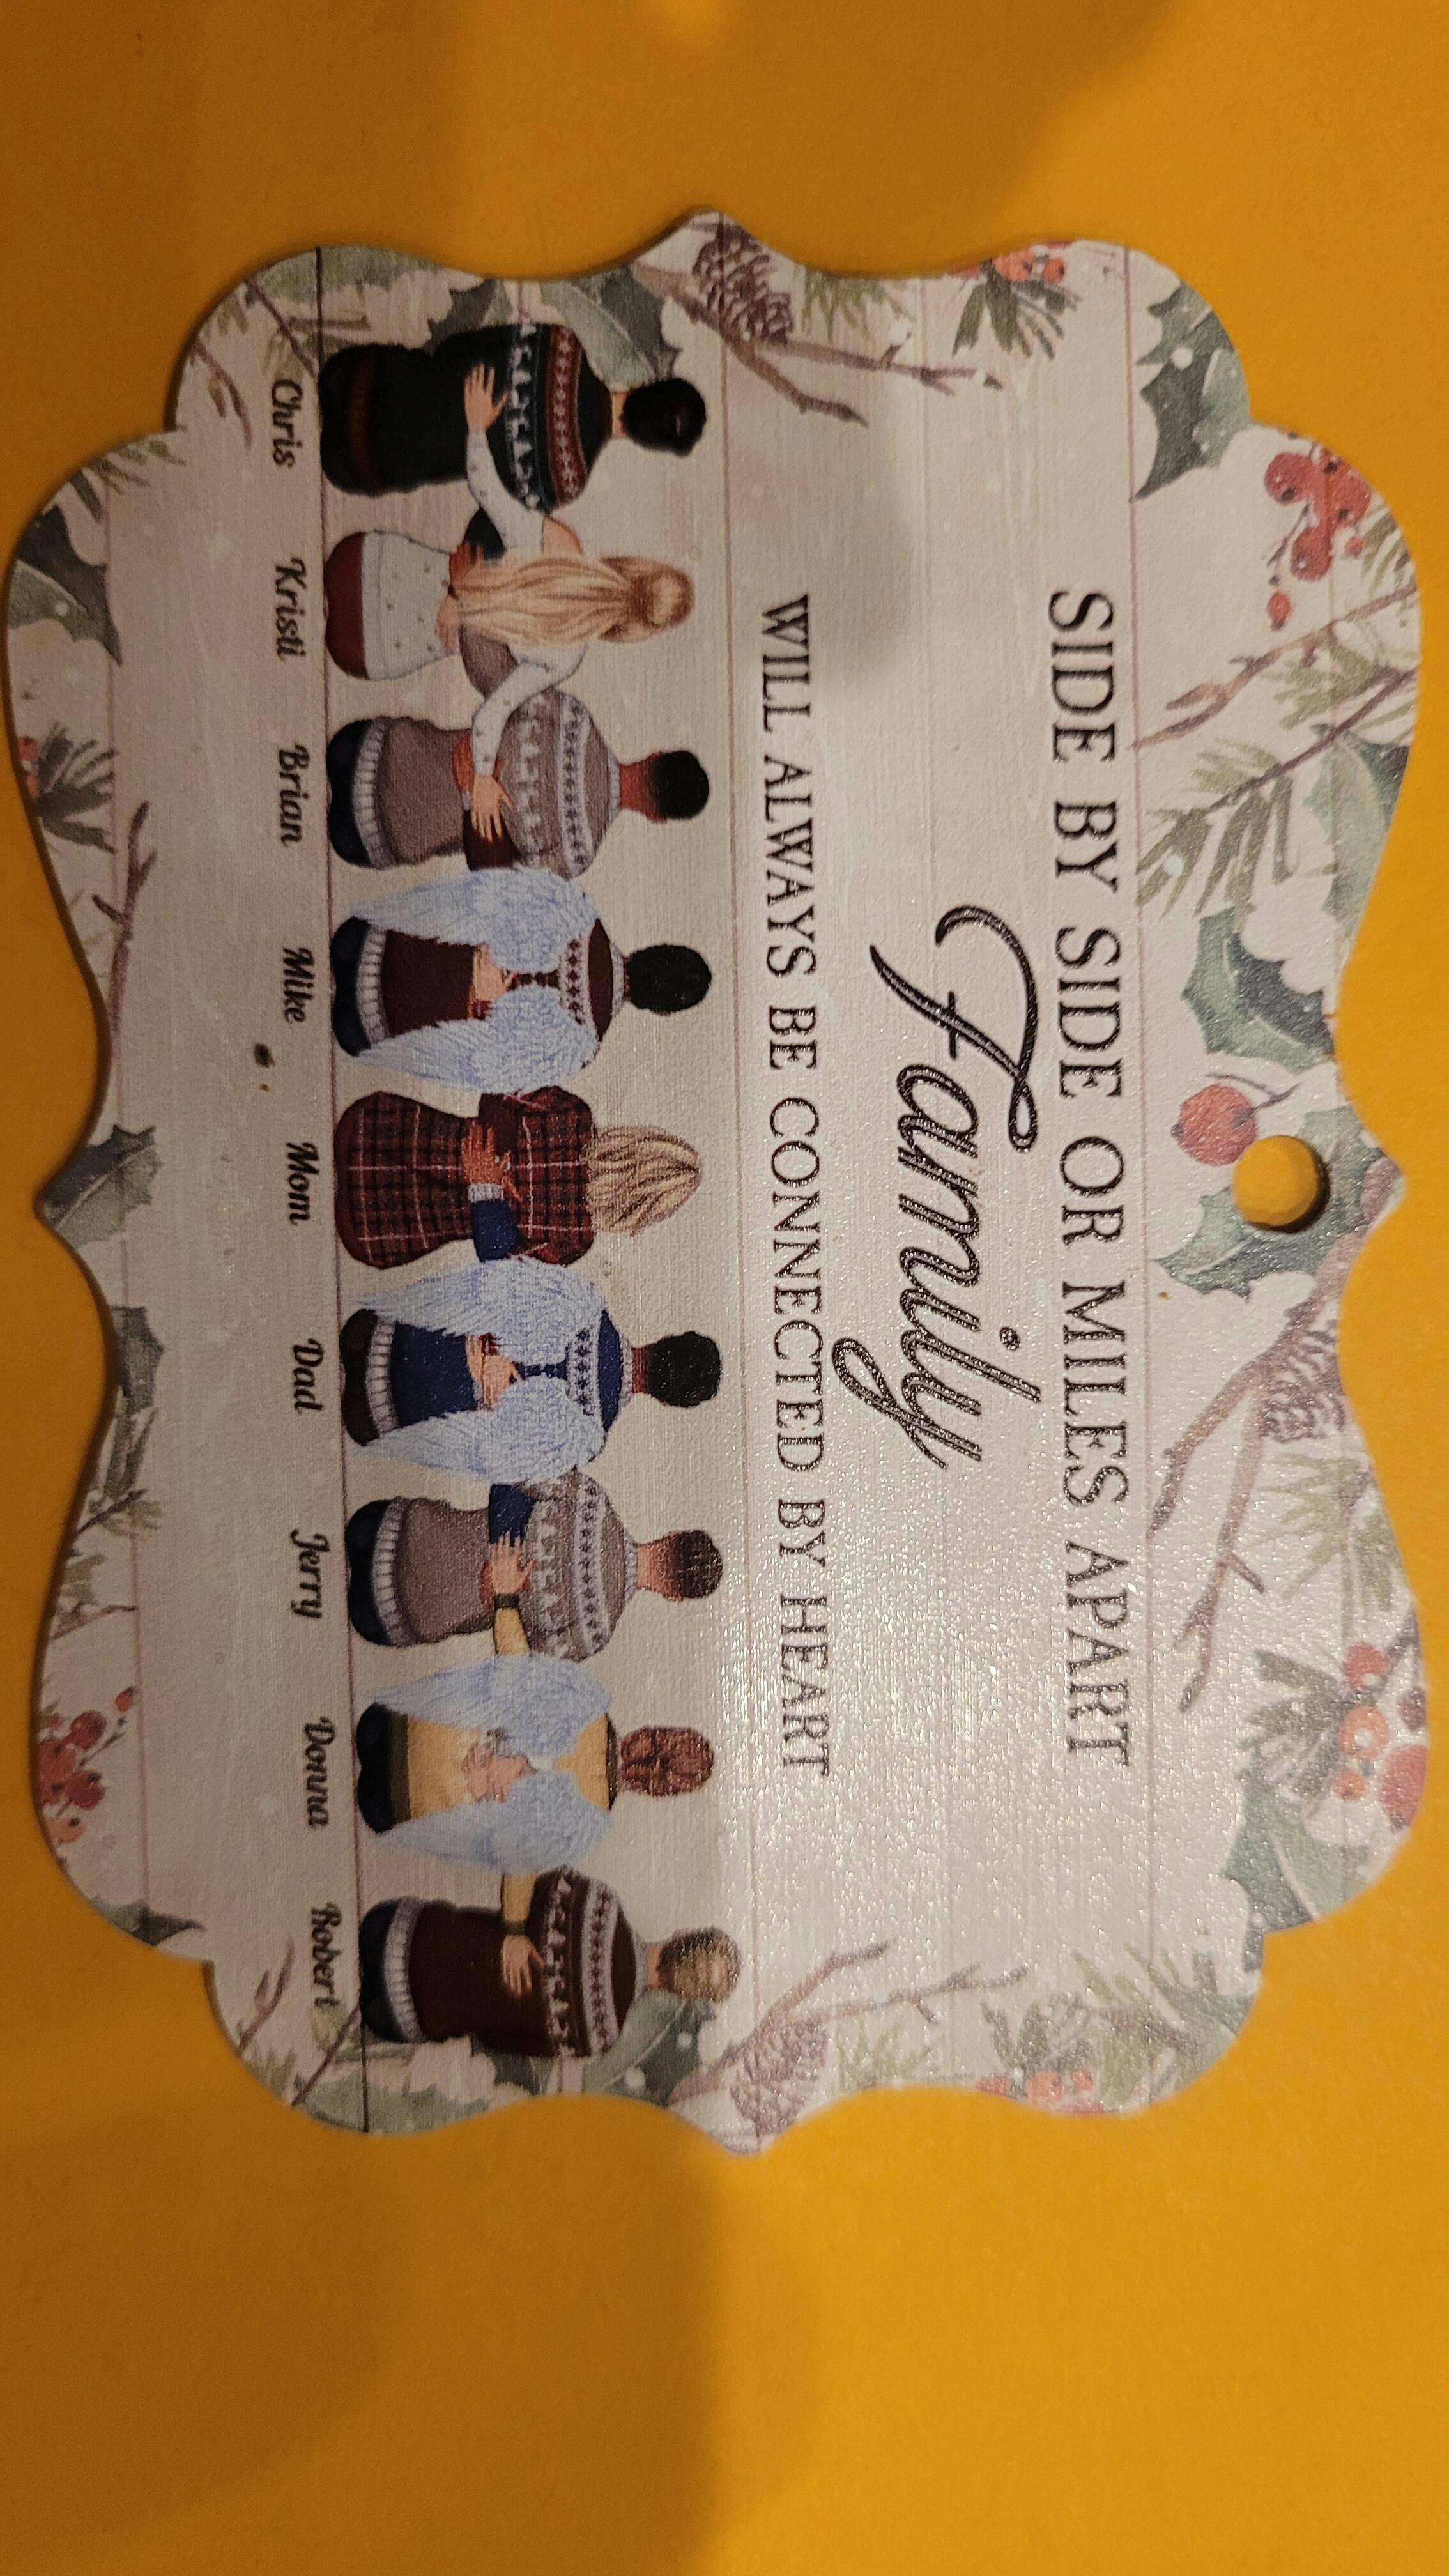 SIDE BY SIDE OR MILES APART
Family
WILL ALWAYS BE CONNECTED BY HEART
Chris Kristi Brian Mike Mom Dad Jerry Donna Robert